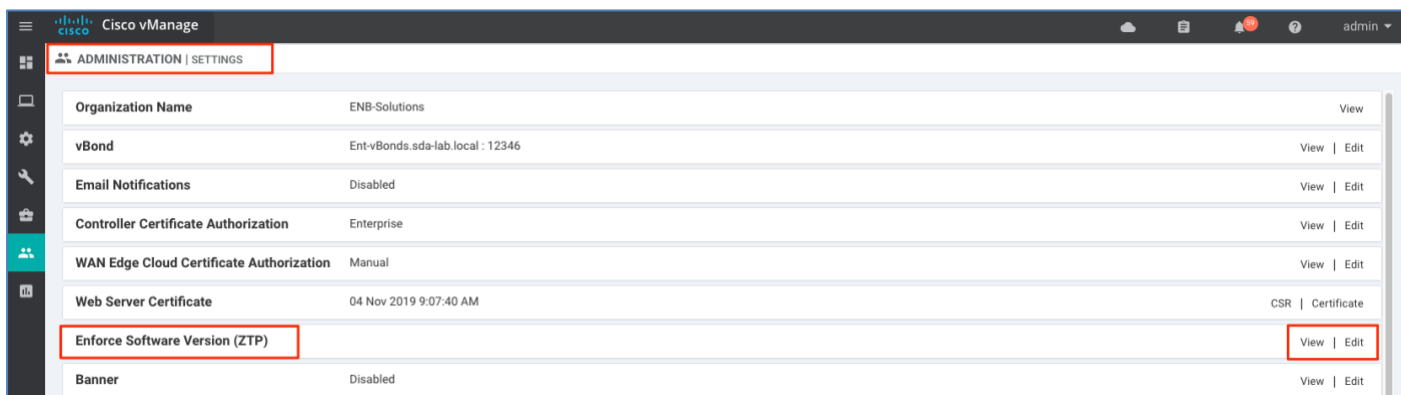 cisco Cisco vManage 59 admin
ADMINISTRATION | SETTINGS
Organization Name ENB-Solutions View
vBond Ent-vBonds.sda-lab.local : 12346 View | Edit
Email Notifications Disabled View | Edit
Controller Certificate Authorization Enterprise View | Edit
WAN Edge Cloud Certificate Authorization Manual View | Edit
Web Server Certificate 04 Nov 2019 9:07:40 AM CSR | Certificate
Enforce Software Version (ZTP) View | Edit
Banner Disabled View | Edit